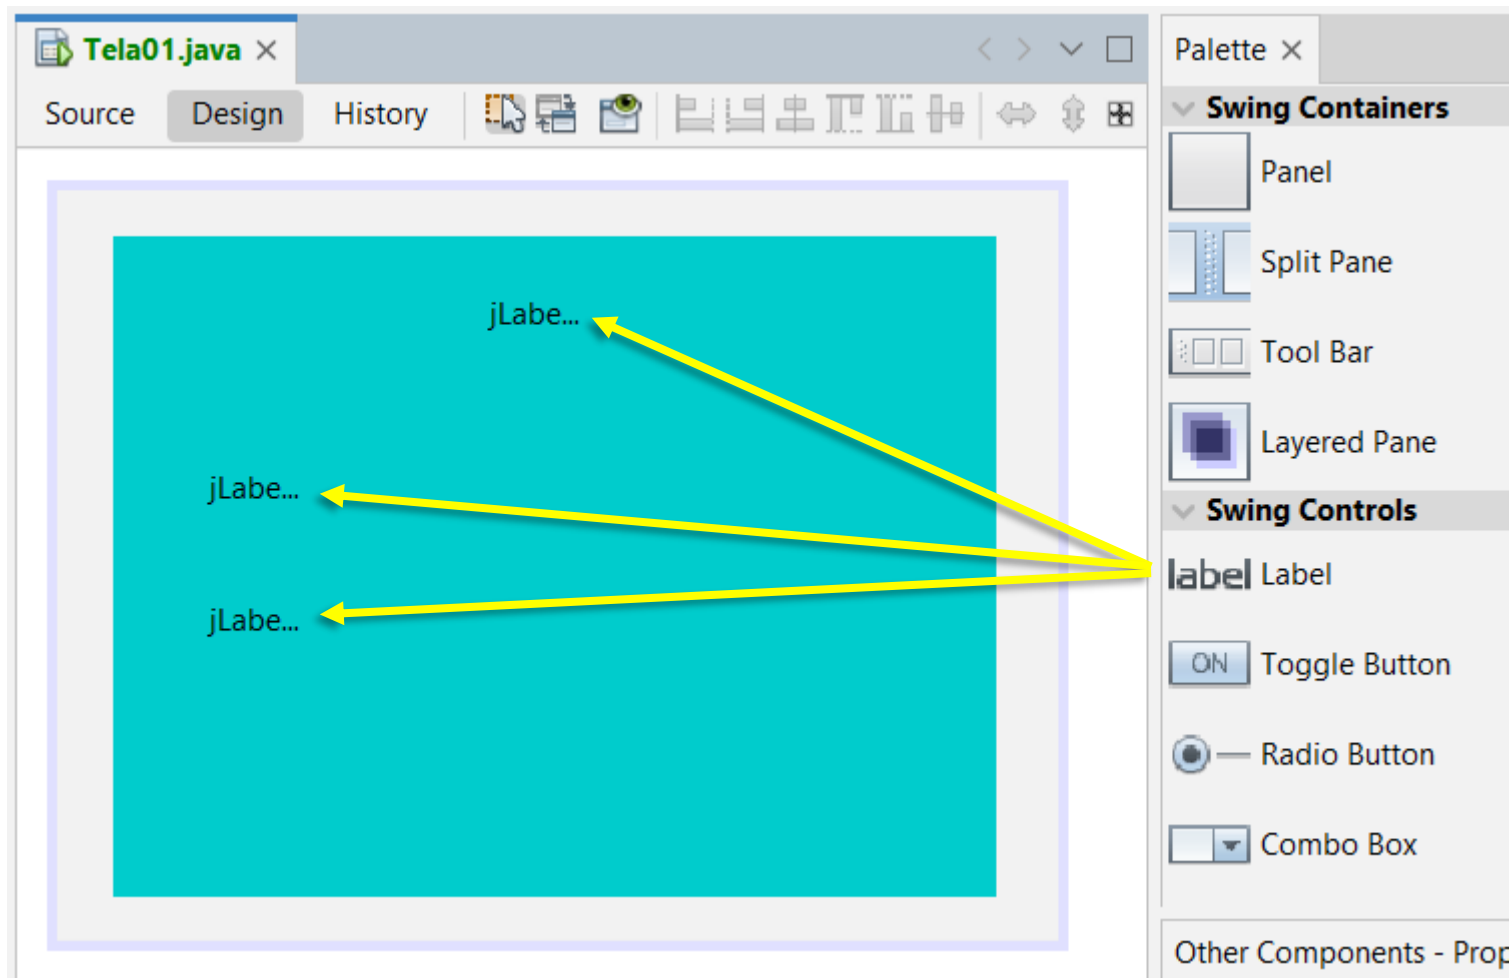 Tela01.java
Source Design History
jLabe...
jLabe...
jLabe...
Palette
Swing Containers
Panel
Split Pane
Tool Bar
Layered Pane
Swing Controls
label Label
ON Toggle Button
Radio Button
Combo Box
Other Components - Prop